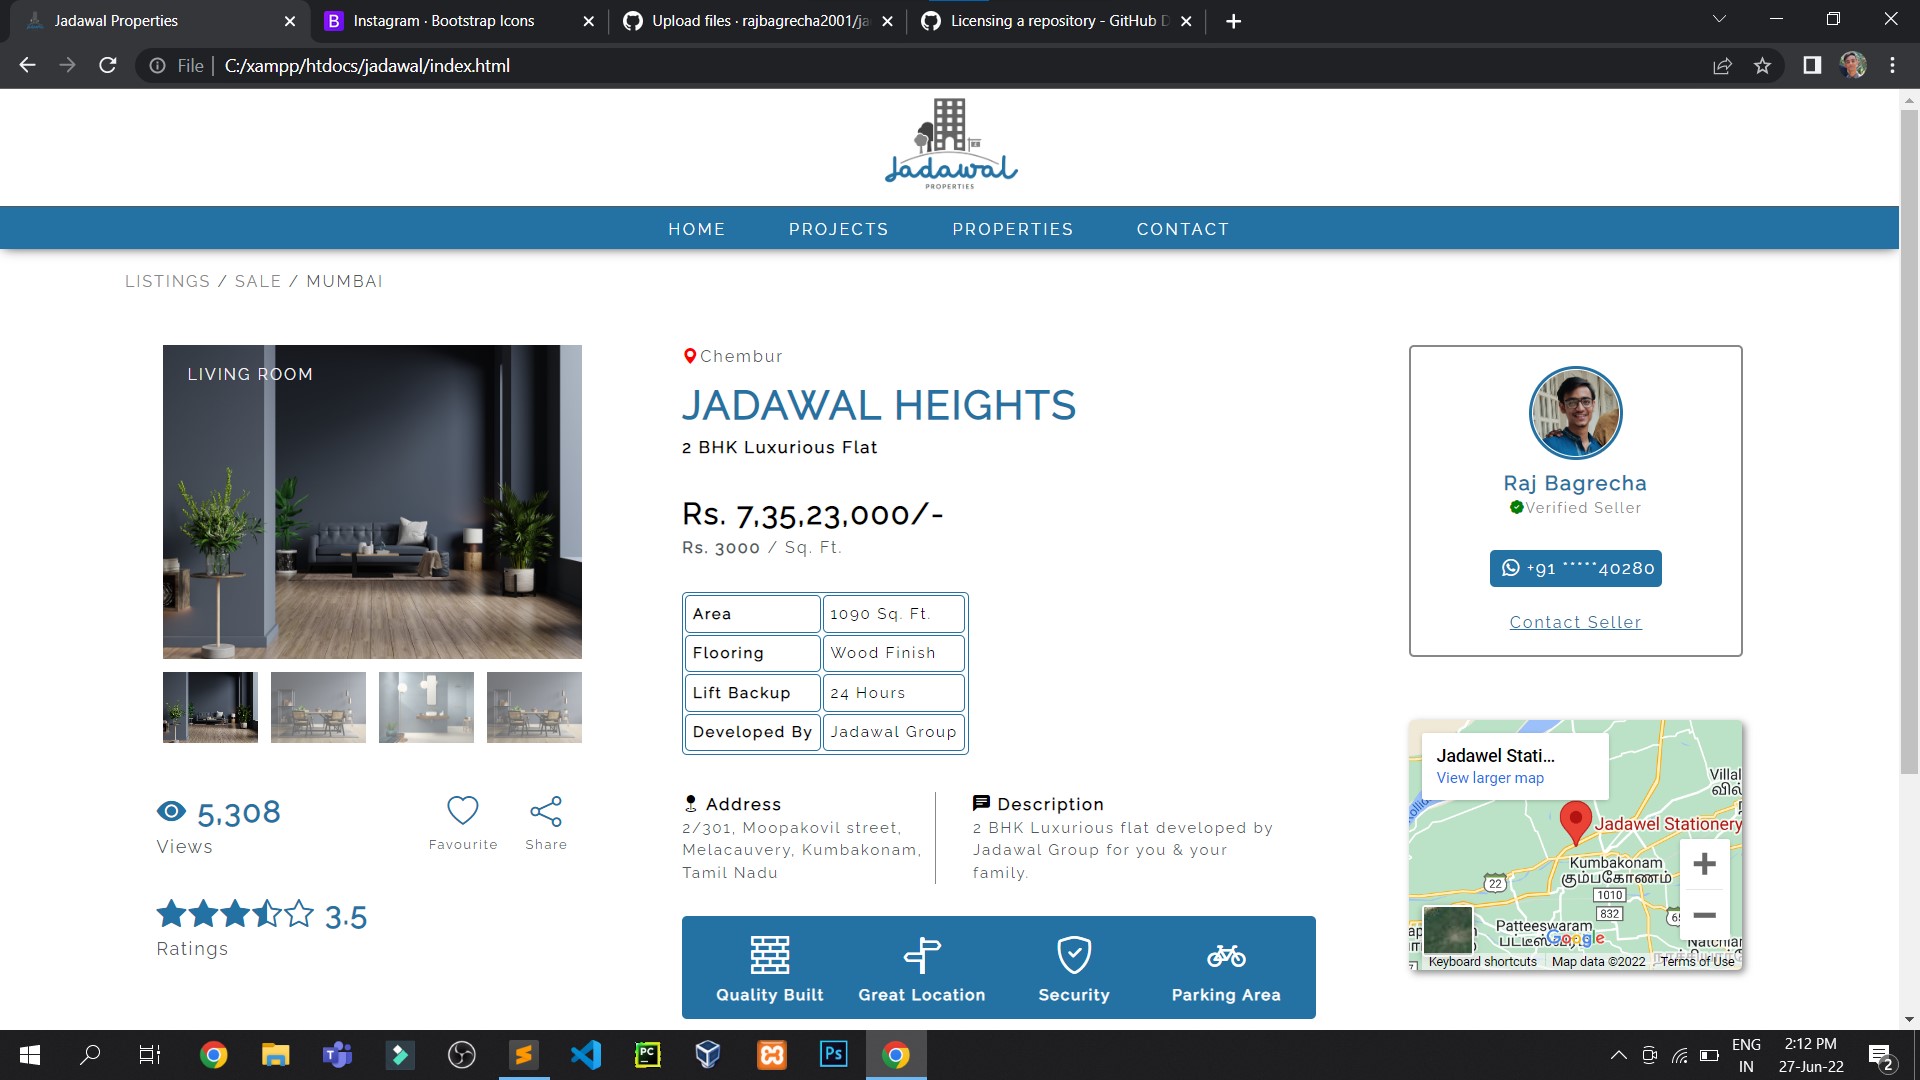 Jadawal Properties
Instagram · Bootstrap Icons
Upload files · rajbagrecha2001/ja
Licensing a repository - GitHub D
File
C:/xampp/htdocs/jadawal/index.html
Jadawal
PROPERTIES
HOME
PROJECTS
PROPERTIES
CONTACT
LISTINGS / SALE / MUMBAI
LIVING ROOM
5,308
Views
Favourite
Share
3.5
Ratings
Chembur
JADAWAL HEIGHTS
2 BHK Luxurious Flat
Rs. 7,35,23,000/-
Rs. 3000 / Sq. Ft.
Area 1090 Sq. Ft.
Flooring Wood Finish
Lift Backup 24 Hours
Developed By Jadawal Group
Address
2/301, Moopakovil street,
Melacauvery, Kumbakonam,
Tamil Nadu
Description
2 BHK Luxurious flat developed by
Jadawal Group for you & your
family.
Quality Built
Great Location
Security
Parking Area
Raj Bagrecha
Verified Seller
+91 *****40280
Contact Seller
Jadawel Stati...
View larger map
Jadawel Stationery
Kumbakonam
கும்பகோணம்
22
1010
832
Patteeswaram
Google
Keyboard shortcuts
Map data ©2022
Terms of Use
PC
Ps
ENG
IN
2:12 PM
27-Jun-22
2